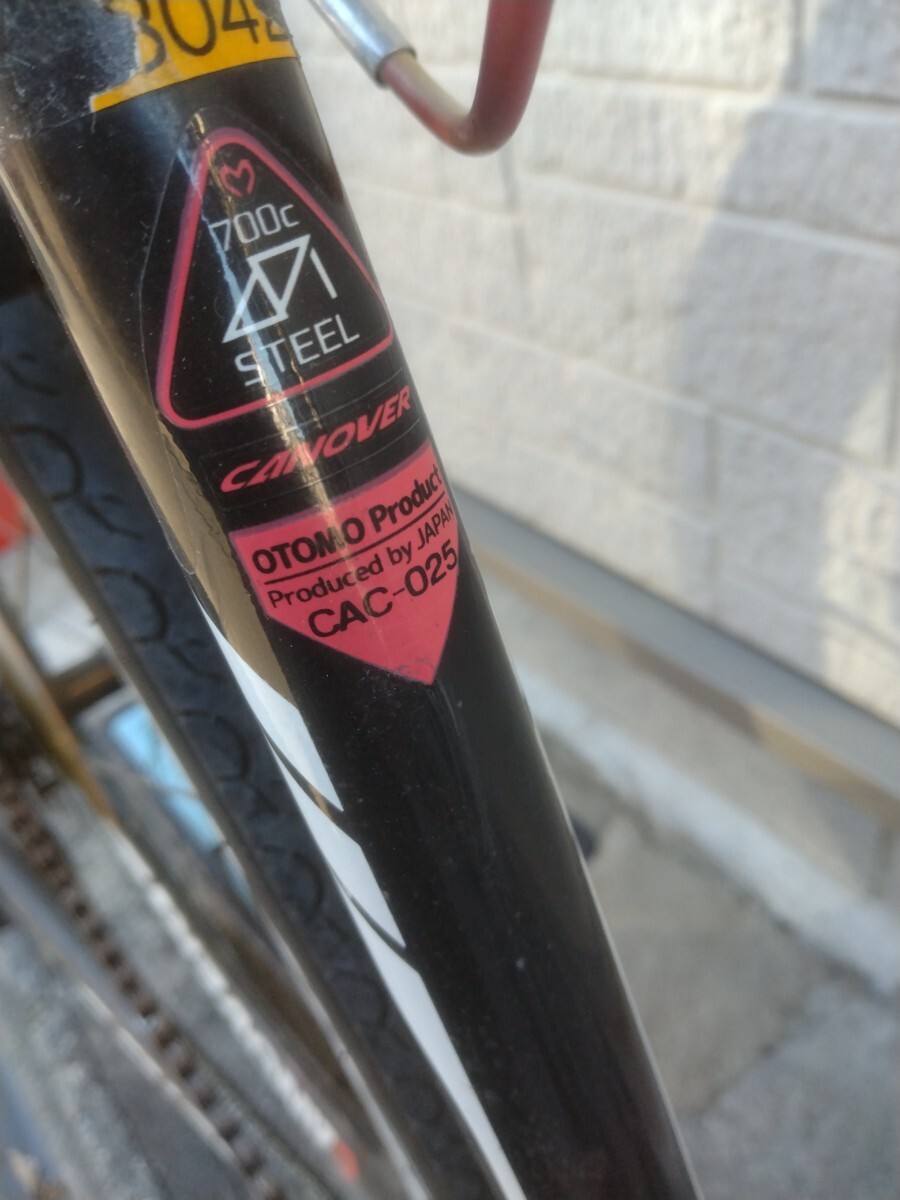 700c
STEEL
CANOVER
OTOMO Product
Produced by JAPAN
CAC-025